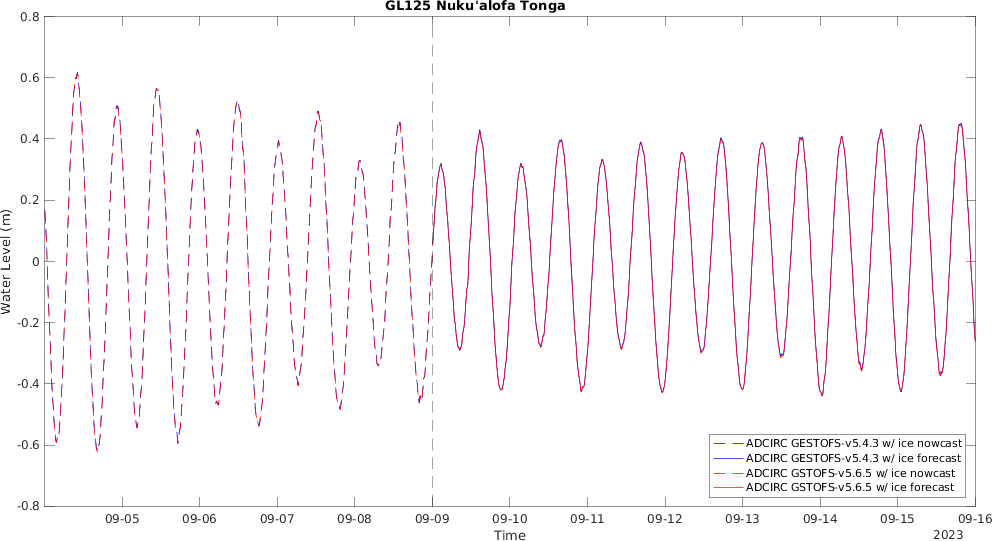 GL125 Nuku'alofa Tonga
0.8
0.6
0.4
0.2
0
-0.2
-0.4
-0.6
-0.8
Water Level (m)
ADCIRC GESTOFS-v5.4.3 w/ ice nowcast
ADCIRC GESTOFS-v5.4.3 w/ ice forecast
ADCIRC GSTOFS-v5.6.5 w/ ice nowcast
ADCIRC GSTOFS-v5.6.5 w/ ice forecast
09-05 09-06 09-07 09-08 09-09 09-10 09-11 09-12 09-13 09-14 09-15 09-16
Time
2023